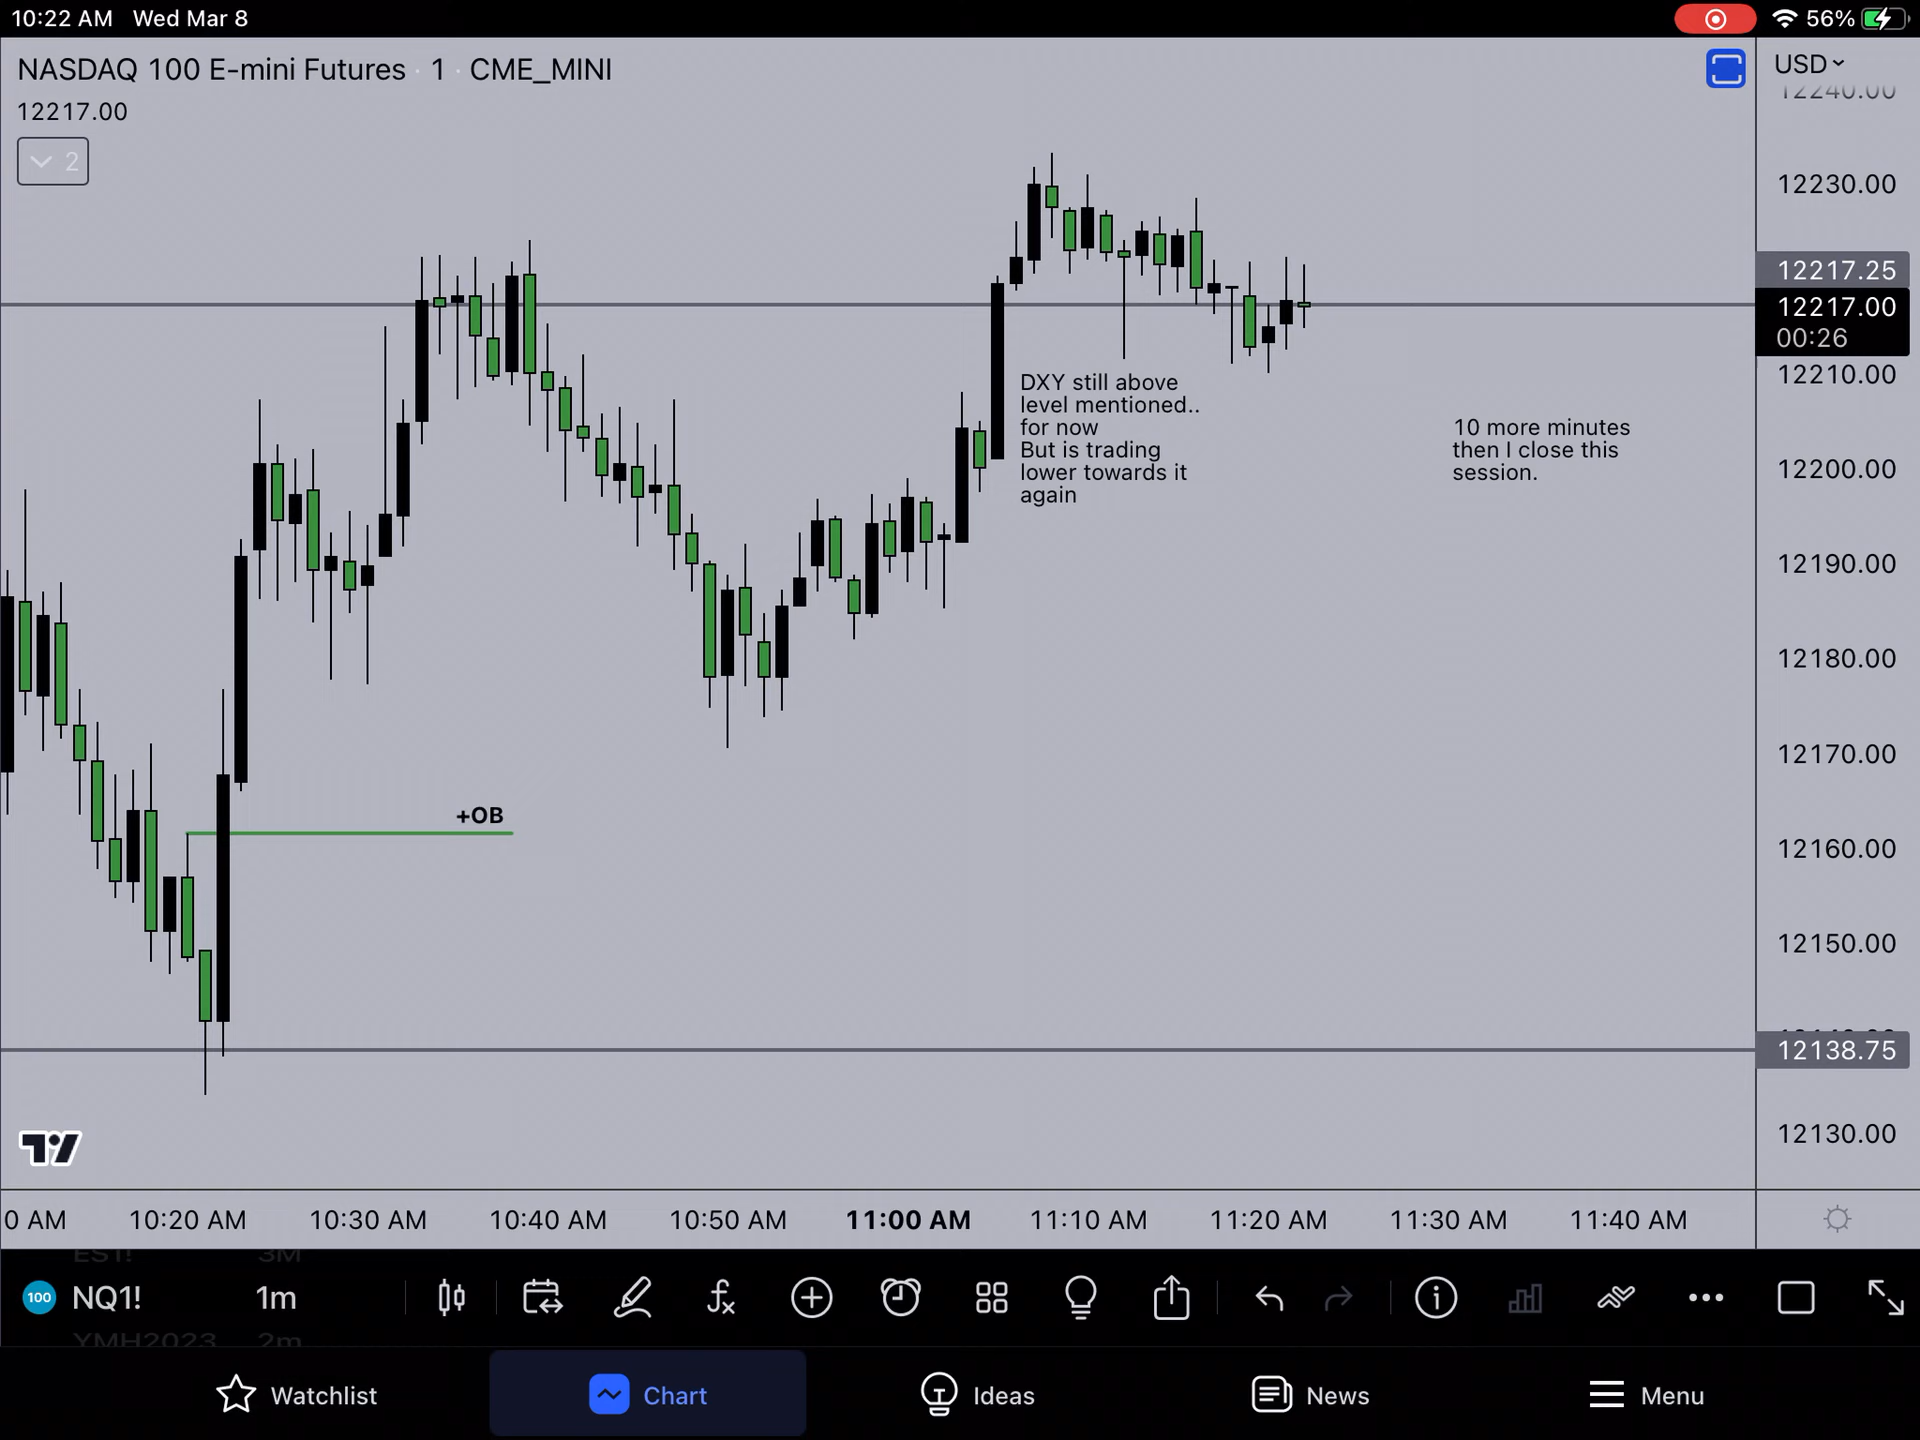 10:22 AM Wed Mar 8
56%
NASDAQ 100 E-mini Futures · 1 · CME_MINI
USD
12217.00
12240.00
2
12230.00
12217.25
12217.00
00:26
12210.00
DXY still above
level mentioned..
for now
But is trading
lower towards it
again
10 more minutes
then I close this
session.
12200.00
12190.00
12180.00
12170.00
+OB
12160.00
12150.00
12138.75
12130.00
0 AM 10:20 AM 10:30 AM 10:40 AM 10:50 AM 11:00 AM 11:10 AM 11:20 AM 11:30 AM 11:40 AM
3M
100 NQ1! 1m
YMH2023 2m
Watchlist Chart Ideas News Menu